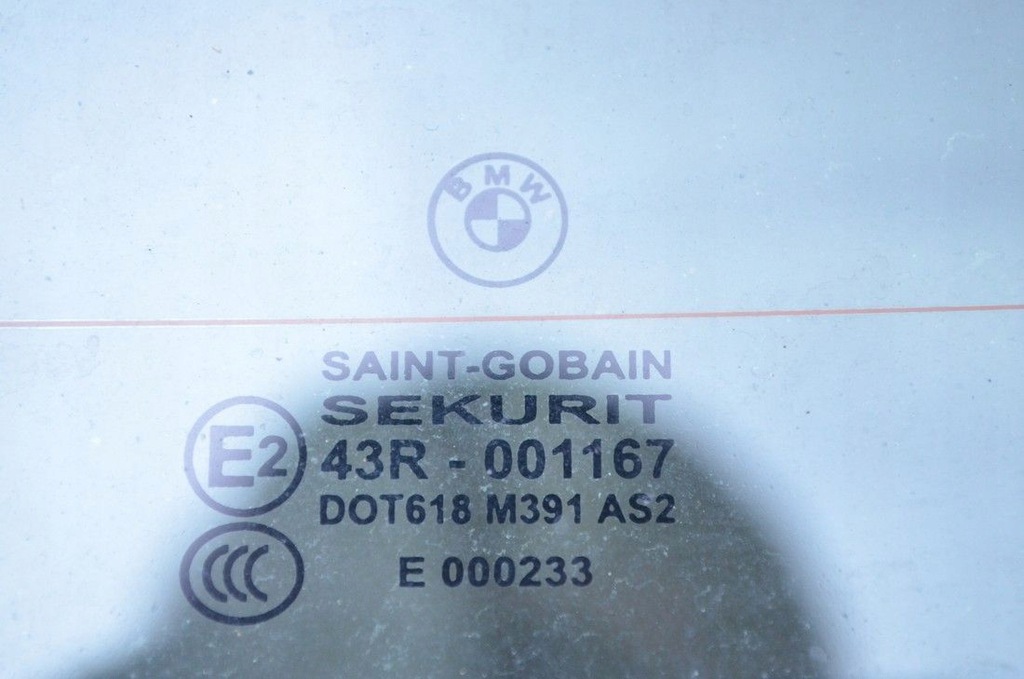 BMW
SAINT-GOBAIN
SEKURIT
E2 43R - 001167
DOT618 M391 AS2
CCC E 000233